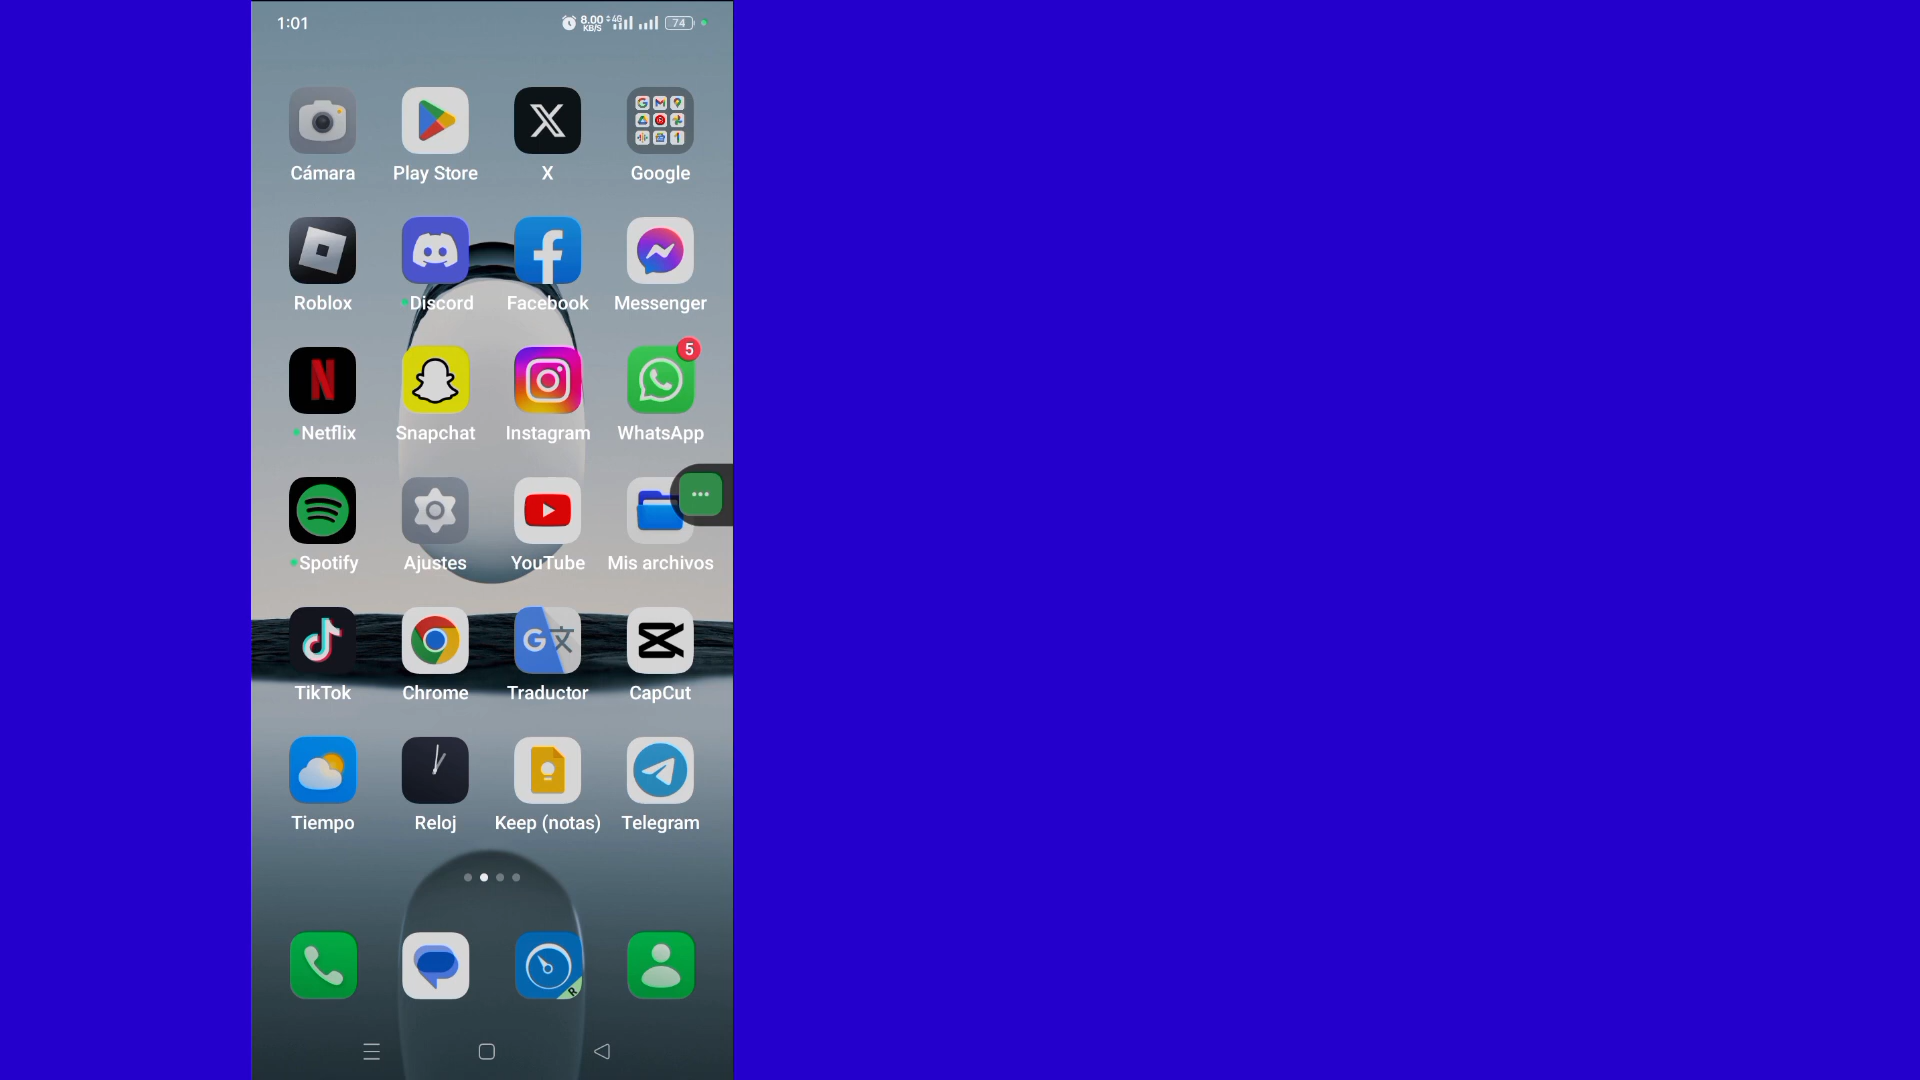 1:01 8.00 KB/S 4G 74
Cámara Play Store X Google
Roblox Discord Facebook Messenger
5
Netflix Snapchat Instagram WhatsApp
Spotify Ajustes YouTube Mis archivos
TikTok Chrome Traductor CapCut
Tiempo Reloj Keep (notas) Telegram
R